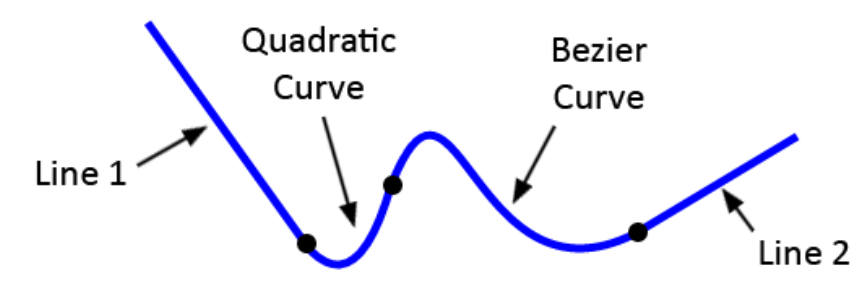 Quadratic
Curve
Bezier
Curve
Line 1
Line 2